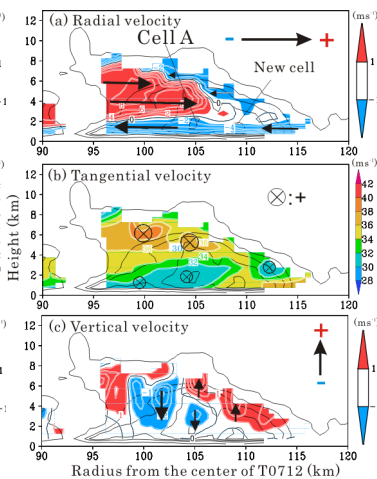 (a) Radial velocity
Cell A
- +
New cell
(ms⁻¹)
12
10
8
6
4
2
0
90 95 100 105 110 115 120
1
-1
(b) Tangential velocity
⊗:+
(ms⁻¹)
12
10
8
6
4
2
0
90 95 100 105 110 115 120
42
40
38
36
34
32
30
28
Height (km)
(c) Vertical velocity
+
-
(ms⁻¹)
12
10
8
6
4
2
0
90 95 100 105 110 115 120
1
-1
Radius from the center of T0712 (km)